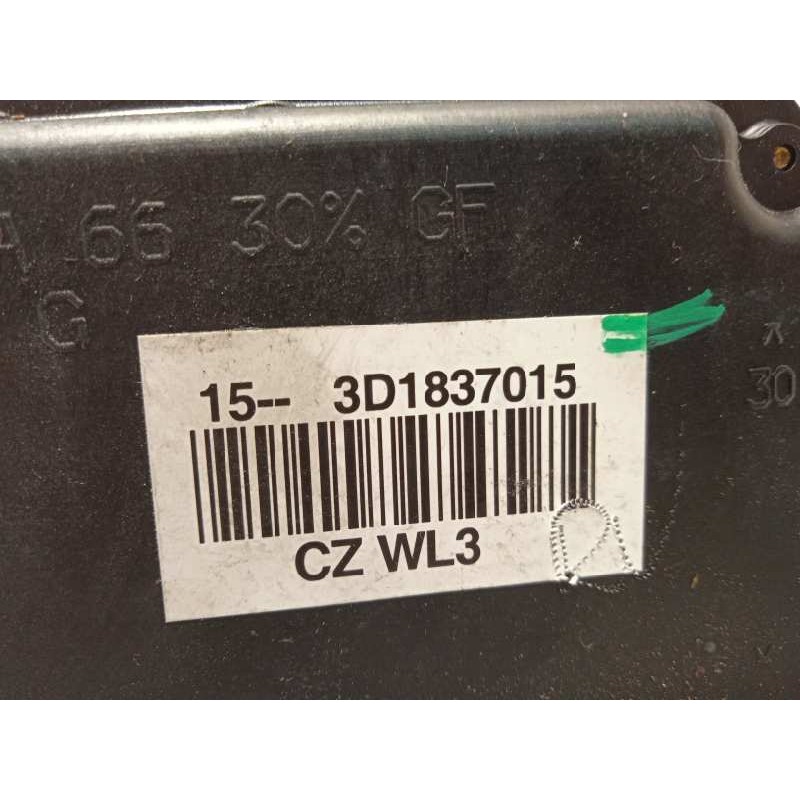 A 66 30% GF
G
30
15-- 3D1837015
CZ WL3